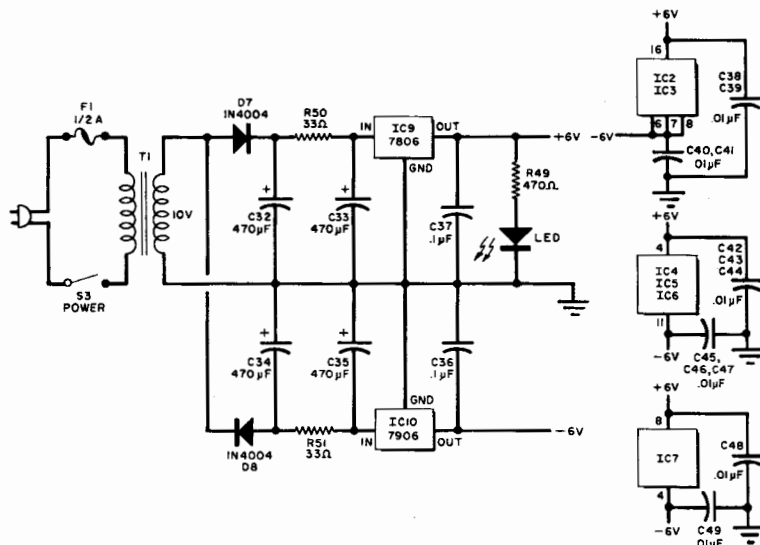 F1
1/2 A
T1
10V
S3
POWER
D7
1N4004
R50
33Ω
IN
IC9
7806
OUT
GND
+6V
R49
470Ω
LED
+
C32
470µF
+
C33
470µF
C37
.1µF
+
C34
470µF
+
C35
470µF
C36
.1µF
GND
IN
IC10
7906
OUT
-6V
1N4004
D8
R51
33Ω
+6V
16
IC2
IC3
C38
C39
.01µF
-6V
6
7
8
C40, C41
.01µF
+6V
4
IC4
IC5
IC6
11
C42
C43
C44
.01µF
-6V
C45,
C46, C47
.01µF
+6V
8
IC7
4
C48
.01µF
-6V
C49
.01µF